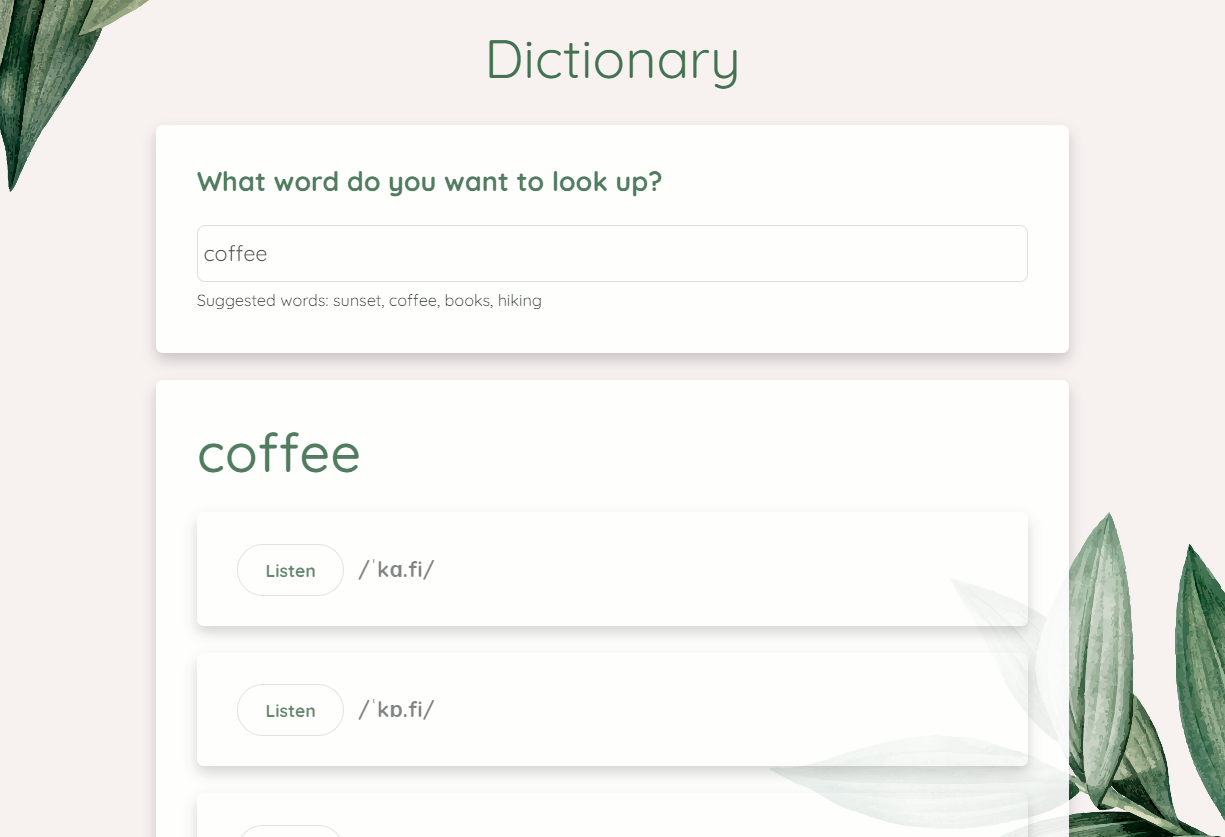 Dictionary
What word do you want to look up?
coffee
Suggested words: sunset, coffee, books, hiking
coffee
Listen /ˈkɑ.fi/
Listen /ˈkɒ.fi/